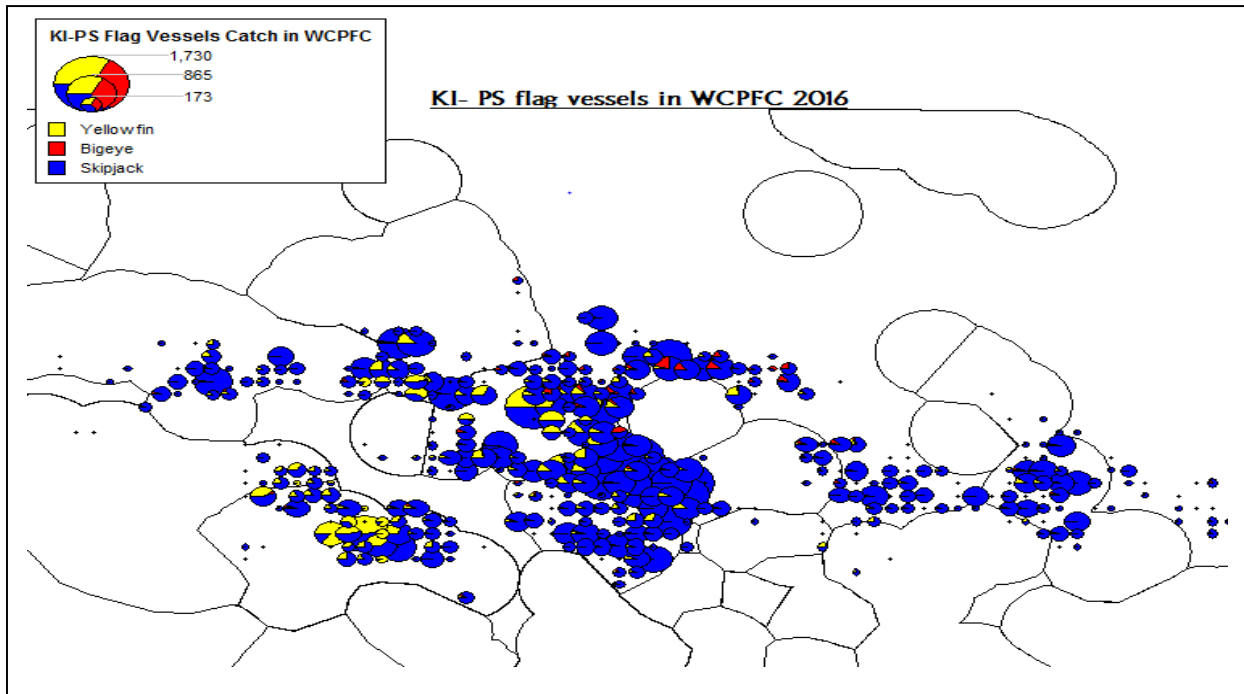 KI-PS Flag Vessels Catch in WCPFC
1,730
865
173
Yellowfin
Bigeye
Skipjack
KI- PS flag vessels in WCPFC 2016